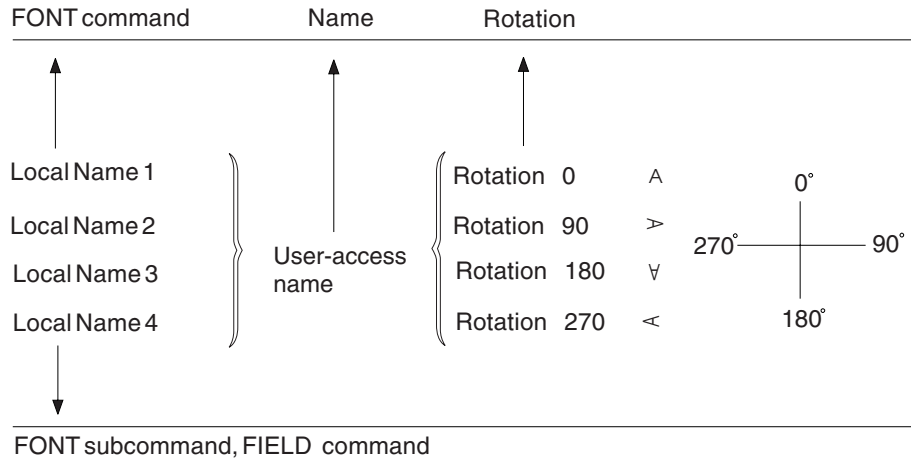 FONT command Name Rotation
Local Name 1 Rotation 0 A 0°
Local Name 2 Rotation 90 A
270° 90°
User-access
Local Name 3 Rotation 180 A
name
Local Name 4 Rotation 270 A 180°
FONT subcommand, FIELD command